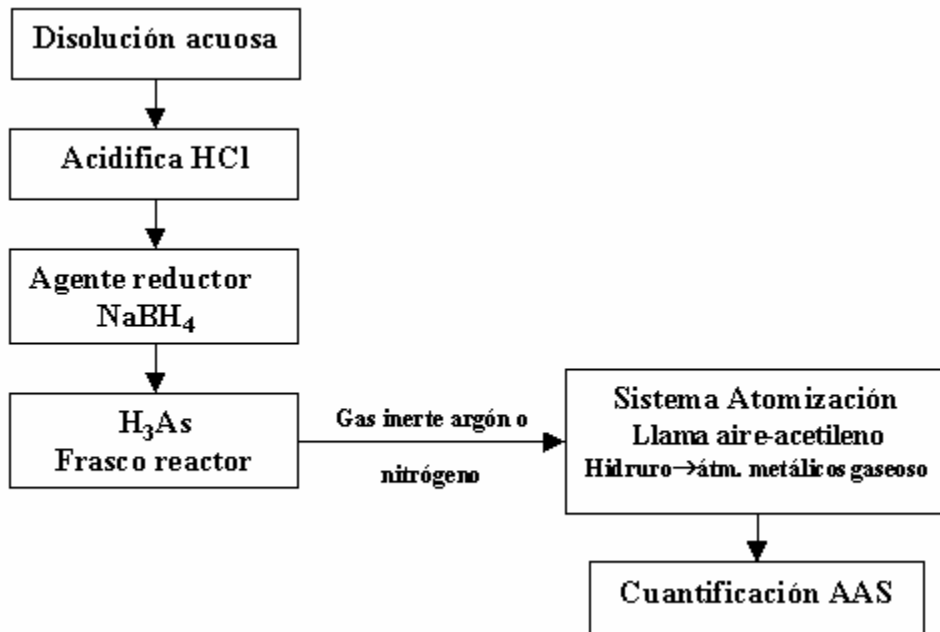 Disolución acuosa
Acidifica HCl
Agente reductor
NaBH₄
H₃As
Frasco reactor
Gas inerte argón o
nitrógeno
Sistema Atomización
Llama aire-acetileno
Hidruro→átm. metálicos gaseoso
Cuantificación AAS